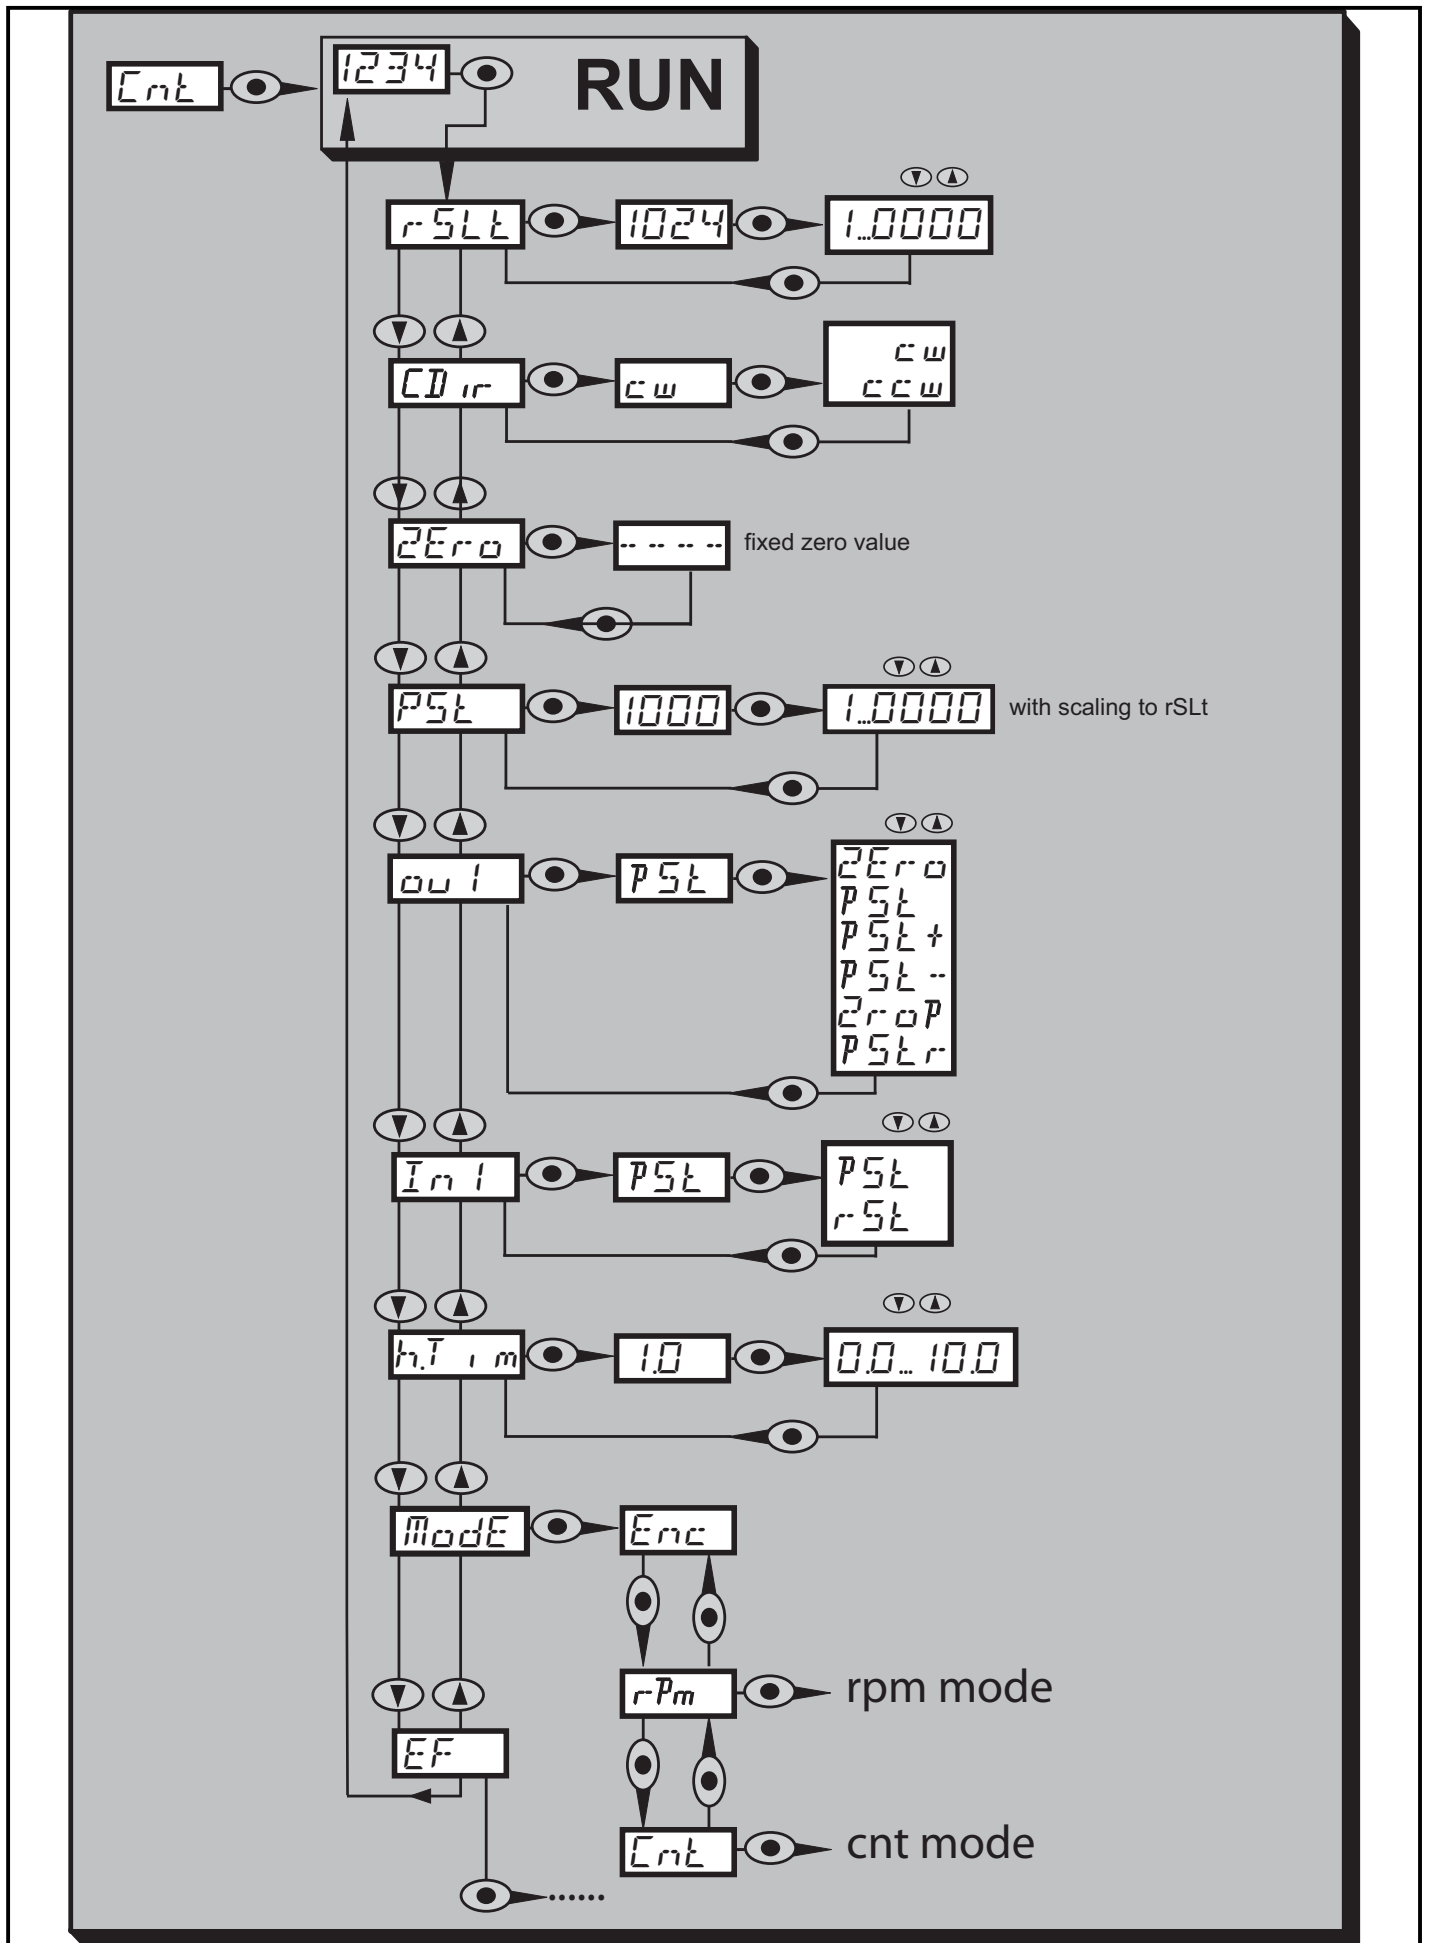 Cnt
1234
RUN
rSLt 1024 1...0000
CDir cw cw
ccw
ZEro -- -- -- -- fixed zero value
PSt 1000 1...0000 with scaling to rSLt
ou1 PSt ZEro
PSt
PSt+
PSt-
ZroP
PStr
In1 PSt PSt
rSt
h.Tim 1.0 0.0...10.0
ModE Enc
rPm rpm mode
EF
Cnt cnt mode
......